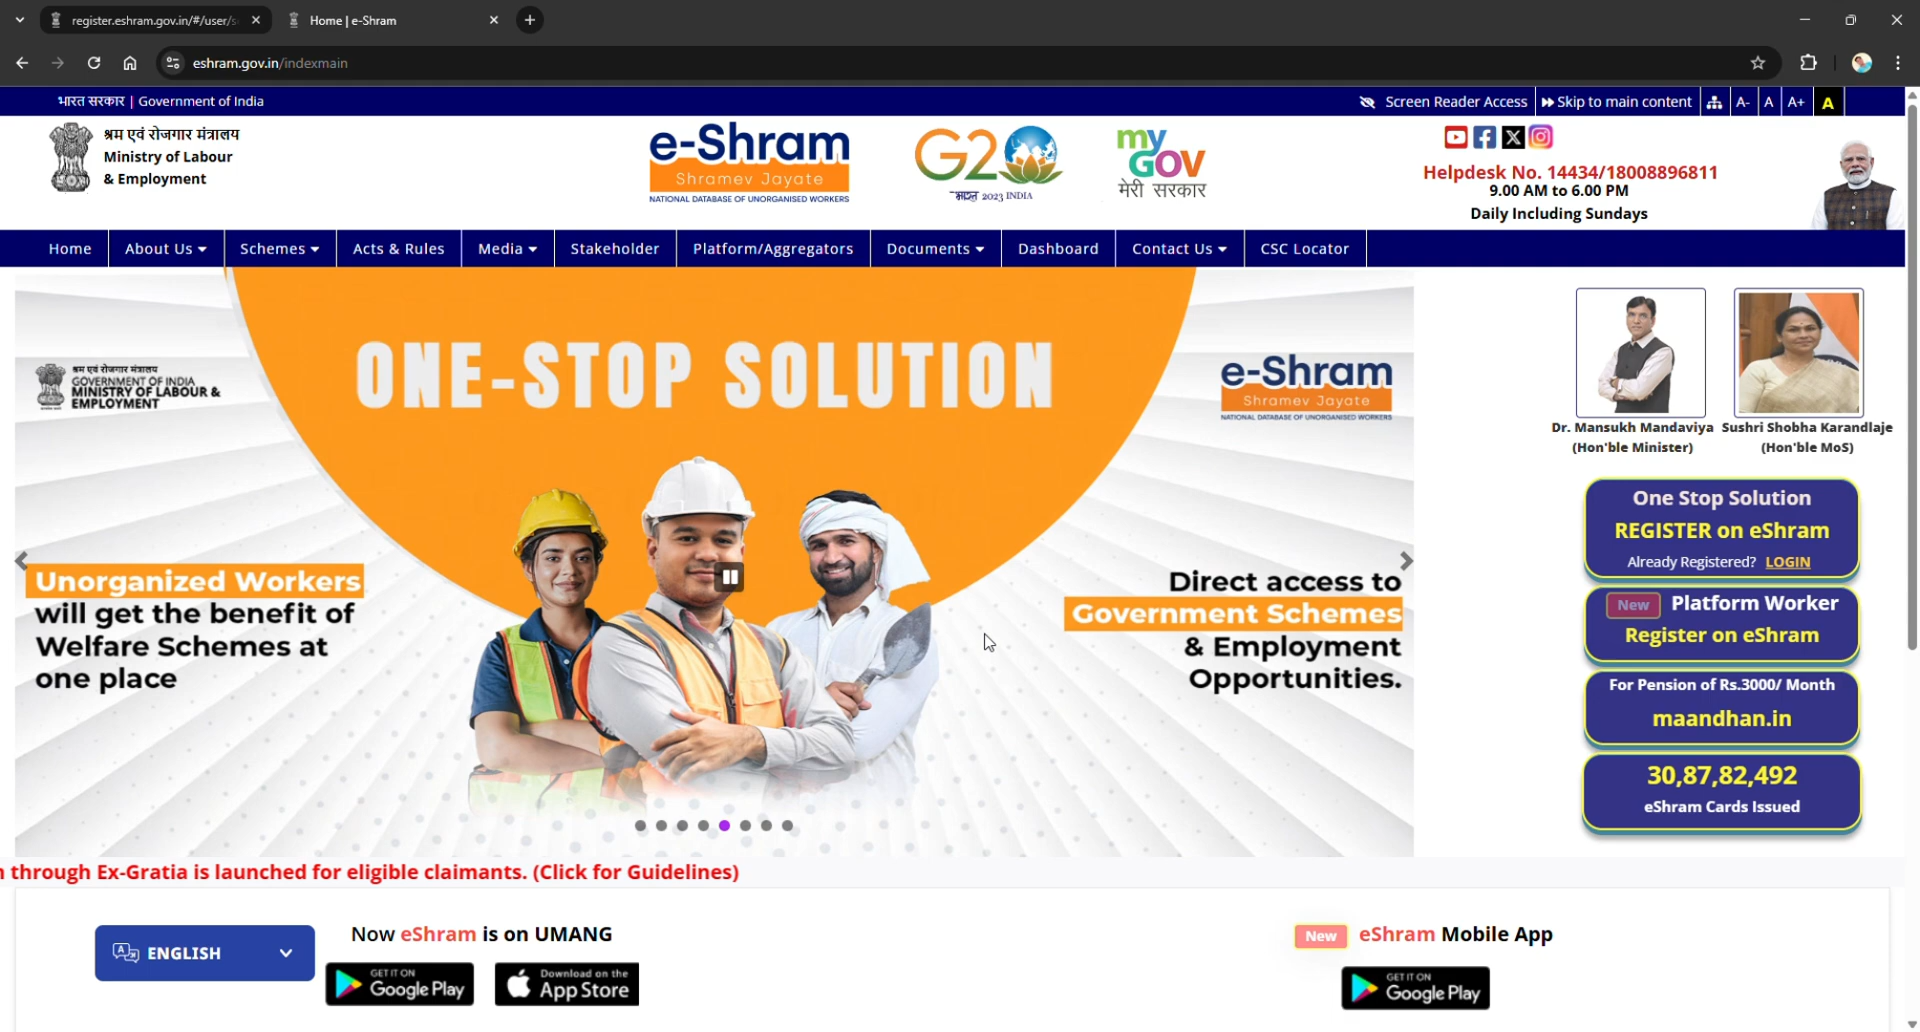 register.eshram.gov.in/#/user/s
Home | e-Shram
eshram.gov.in/indexmain
भारत सरकार | Government of India
Screen Reader Access
Skip to main content
A-
A
A+
A
श्रम एवं रोजगार मंत्रालय
Ministry of Labour
& Employment
e-Shram
Shramev Jayate
NATIONAL DATABASE OF UNORGANISED WORKERS
G20
भारत 2023 INDIA
my
GOV
मेरी सरकार
Helpdesk No. 14434/18008896811
9.00 AM to 6.00 PM
Daily Including Sundays
Home
About Us
Schemes
Acts & Rules
Media
Stakeholder
Platform/Aggregators
Documents
Dashboard
Contact Us
CSC Locator
ONE-STOP SOLUTION
श्रम एवं रोजगार मंत्रालय
GOVERNMENT OF INDIA
MINISTRY OF LABOUR &
EMPLOYMENT
e-Shram
Shramev Jayate
NATIONAL DATABASE OF UNORGANISED WORKERS
Unorganized Workers
will get the benefit of
Welfare Schemes at
one place
Direct access to
Government Schemes
& Employment
Opportunities.
Dr. Mansukh Mandaviya
(Hon'ble Minister)
Sushri Shobha Karandlaje
(Hon'ble MoS)
One Stop Solution
REGISTER on eShram
Already Registered? LOGIN
New Platform Worker
Register on eShram
For Pension of Rs.3000/ Month
maandhan.in
30,87,82,492
eShram Cards Issued
through Ex-Gratia is launched for eligible claimants. (Click for Guidelines)
ENGLISH
Now eShram is on UMANG
GET IT ON
Google Play
Download on the
App Store
New eShram Mobile App
GET IT ON
Google Play